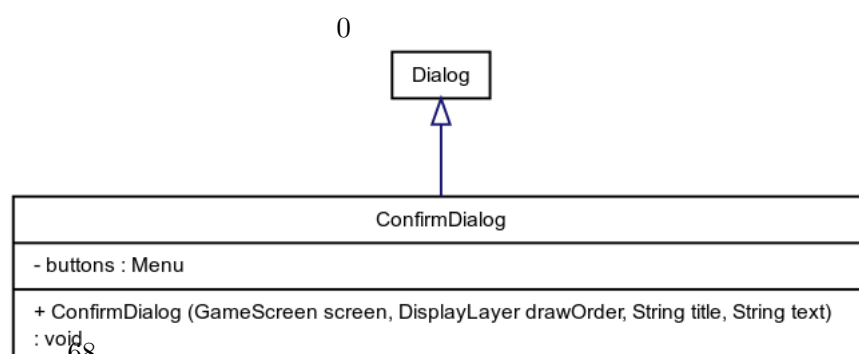 0
Dialog
ConfirmDialog
- buttons : Menu
+ ConfirmDialog (GameScreen screen, DisplayLayer drawOrder, String title, String text)
: void
68